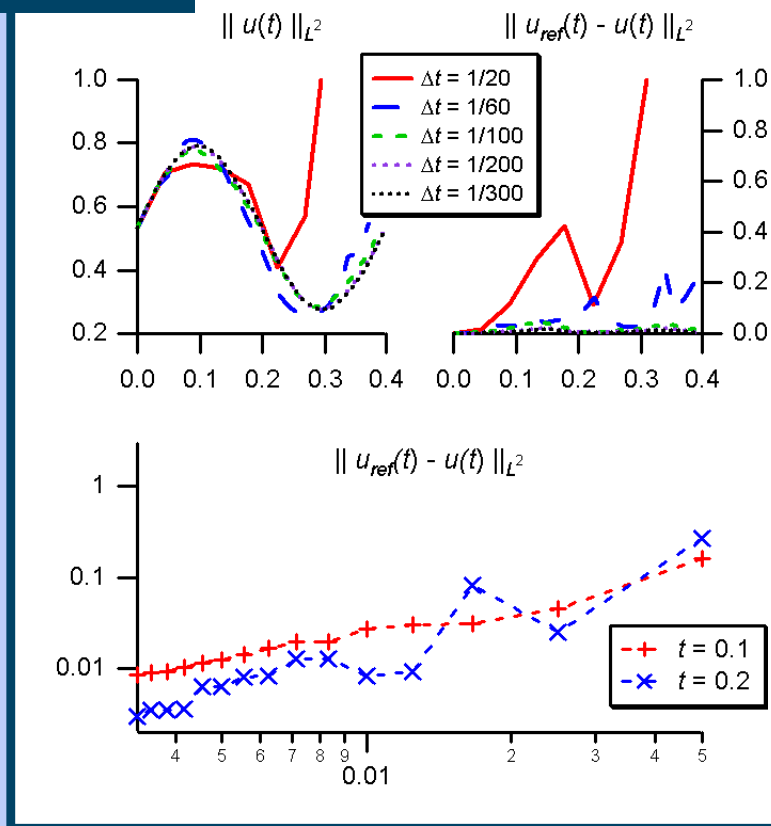 || u(t) ||L²
|| uref(t) - u(t) ||L²
1.0
0.8
0.6
0.4
0.2
0.0
0.1
0.2
0.3
0.4
Δt = 1/20
Δt = 1/60
Δt = 1/100
Δt = 1/200
Δt = 1/300
1.0
0.8
0.6
0.4
0.2
0.0
0.0
0.1
0.2
0.3
0.4
|| uref(t) - u(t) ||L²
1
0.1
0.01
t = 0.1
t = 0.2
4 5 6 7 8 9 2 3 4 5
0.01